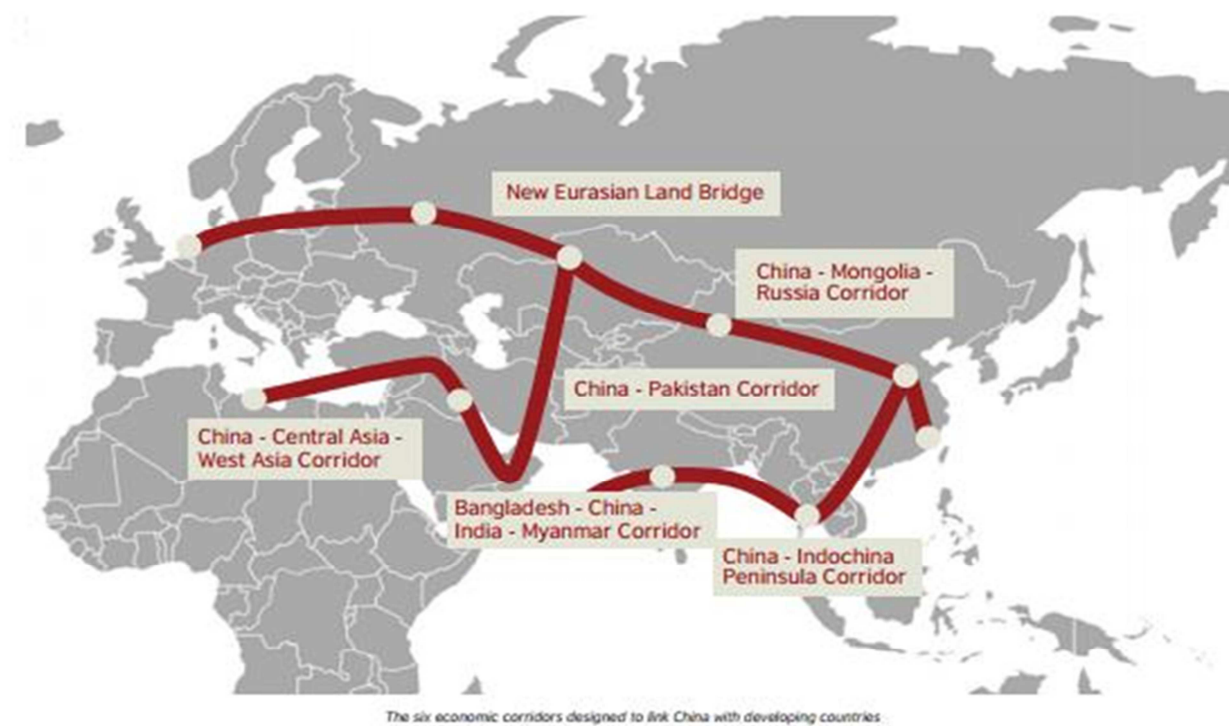 New Eurasian Land Bridge
China - Mongolia -
Russia Corridor
China - Pakistan Corridor
China - Central Asia -
West Asia Corridor
Bangladesh - China -
India - Myanmar Corridor
China - Indochina
Peninsula Corridor
The six economic corridors designed to link China with developing countries